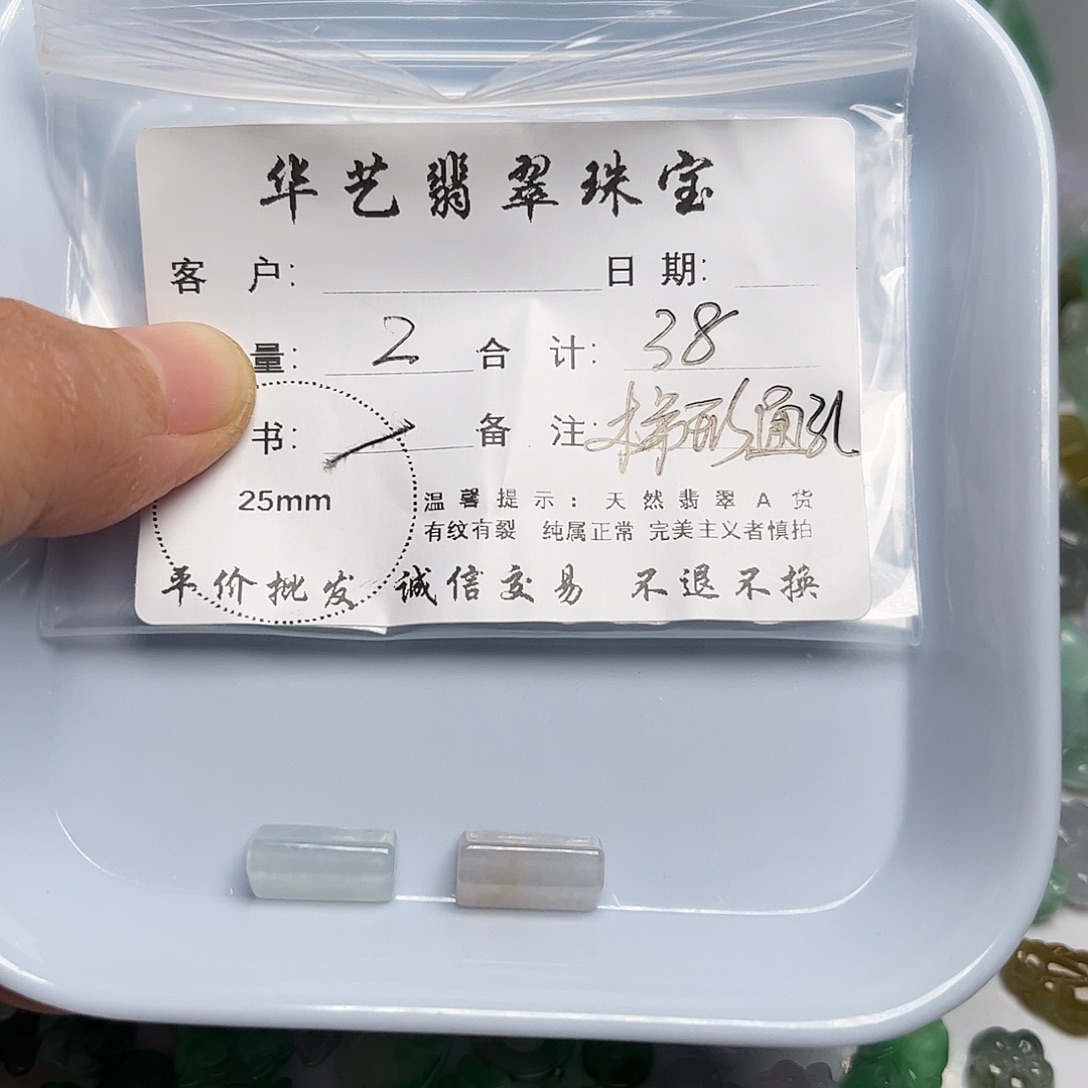 华艺翡翠珠宝
客 户: 日 期:
量: 2 合 计: 38
书: 备 注: 梯形通孔
25mm 温馨提示: 天然翡翠A货
有纹有裂 纯属正常 完美主义者慎拍
平价批发 诚信交易 不退不换